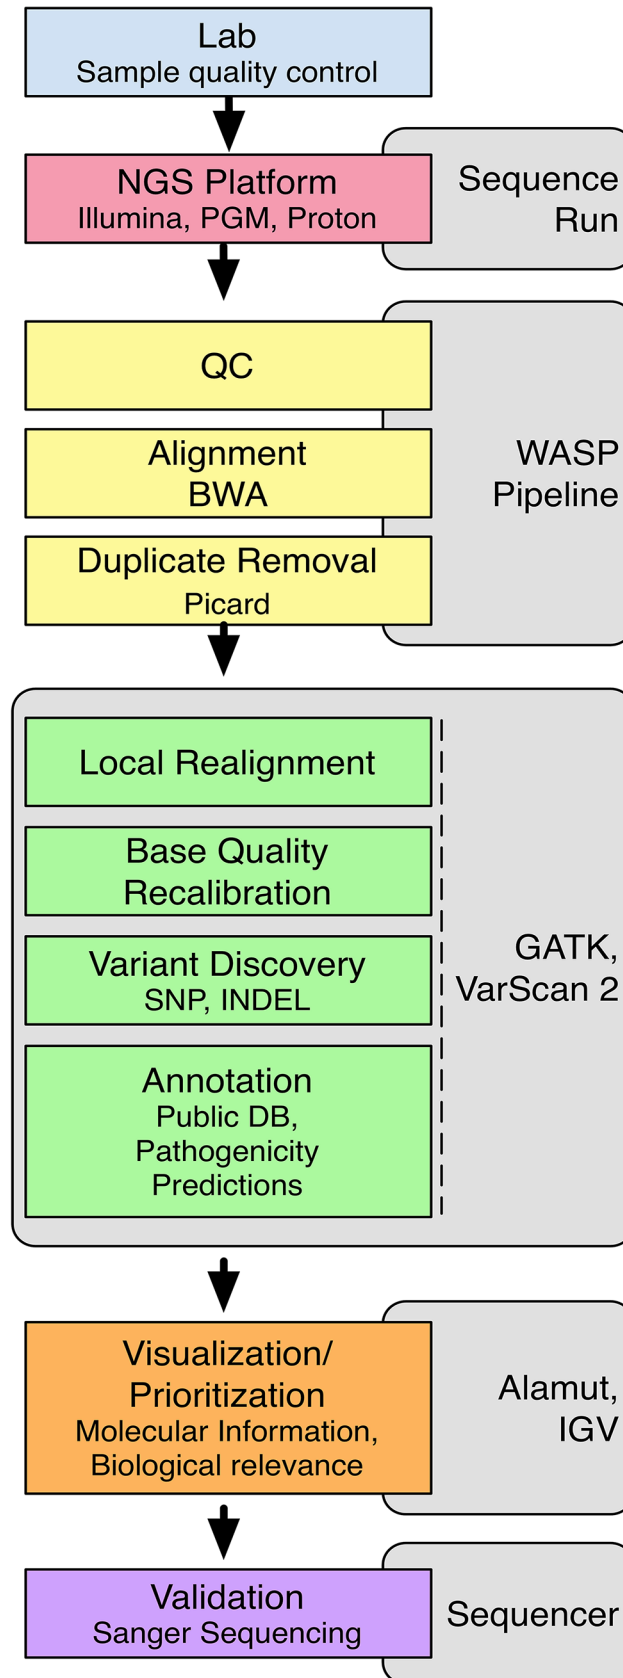 Lab
Sample quality control
NGS Platform
Illumina, PGM, Proton
Sequence
Run
QC
Alignment
BWA
Duplicate Removal
Picard
WASP
Pipeline
Local Realignment
Base Quality
Recalibration
Variant Discovery
SNP, INDEL
Annotation
Public DB,
Pathogenicity
Predictions
GATK,
VarScan 2
Visualization/
Prioritization
Molecular Information,
Biological relevance
Alamut,
IGV
Validation
Sanger Sequencing
Sequencer